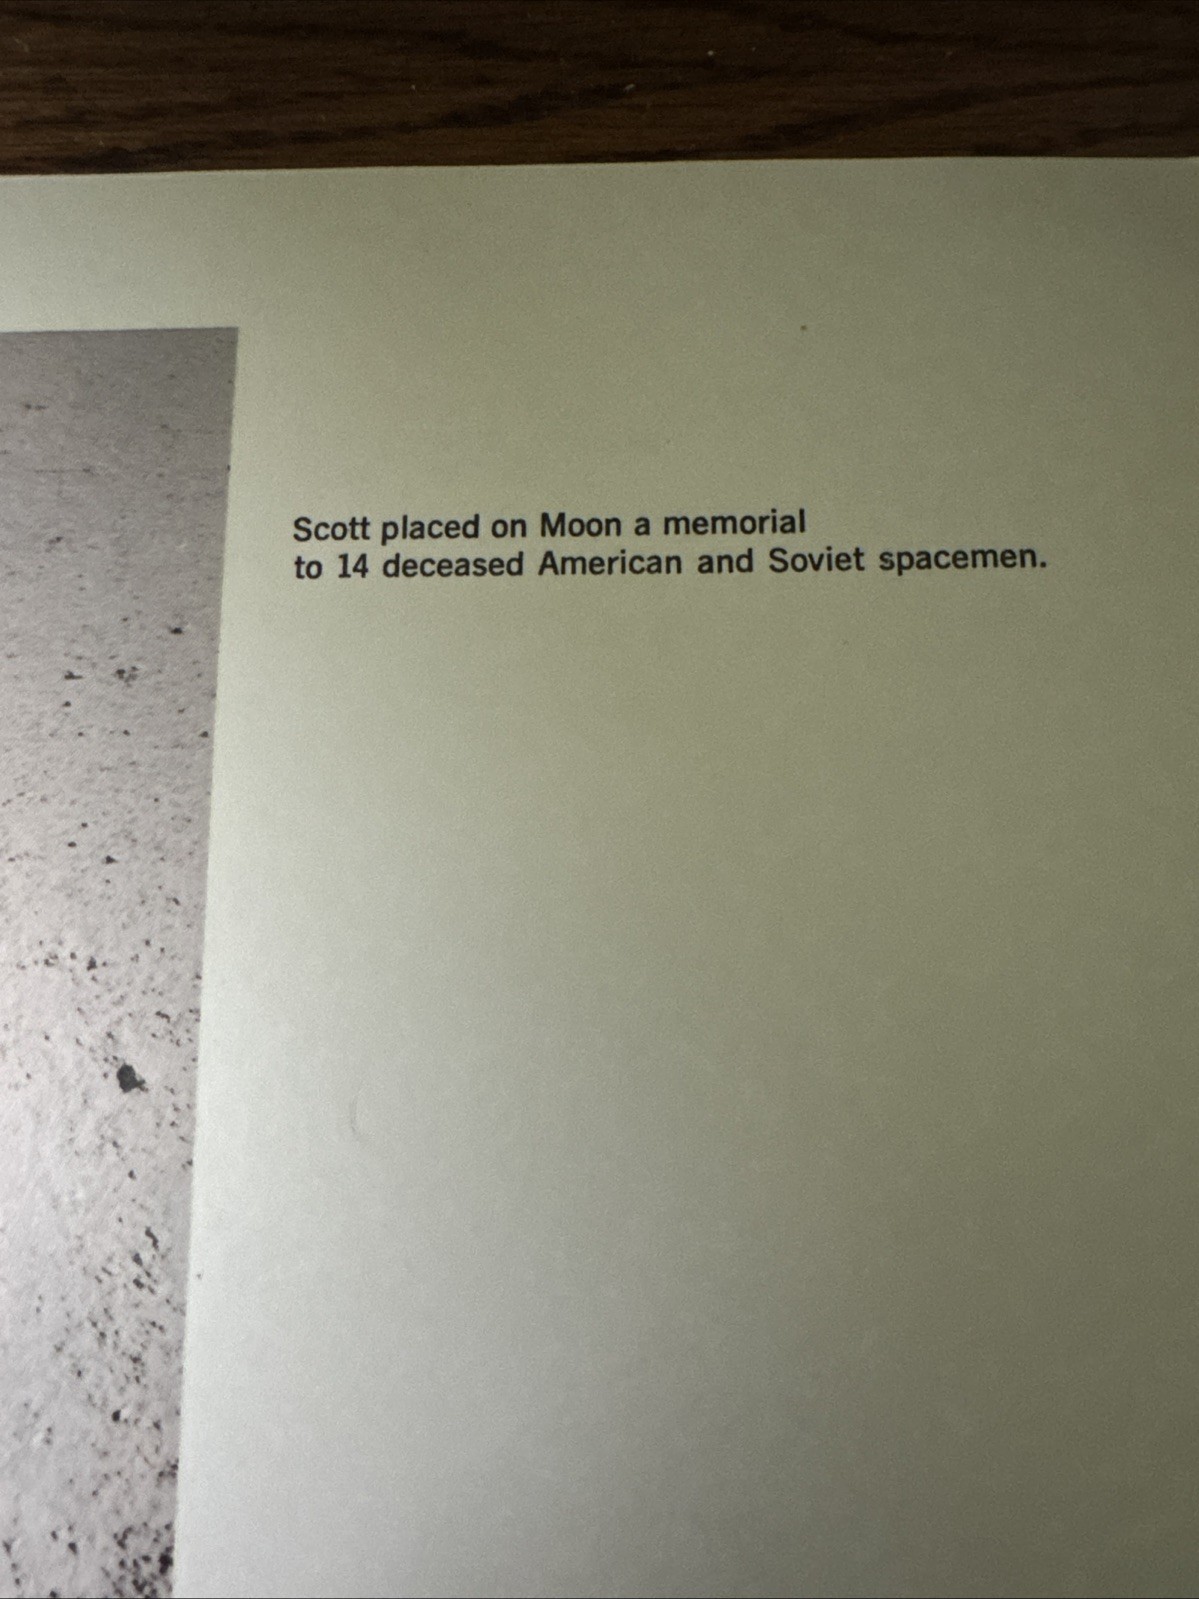 Scott placed on Moon a memorial
to 14 deceased American and Soviet spacemen.